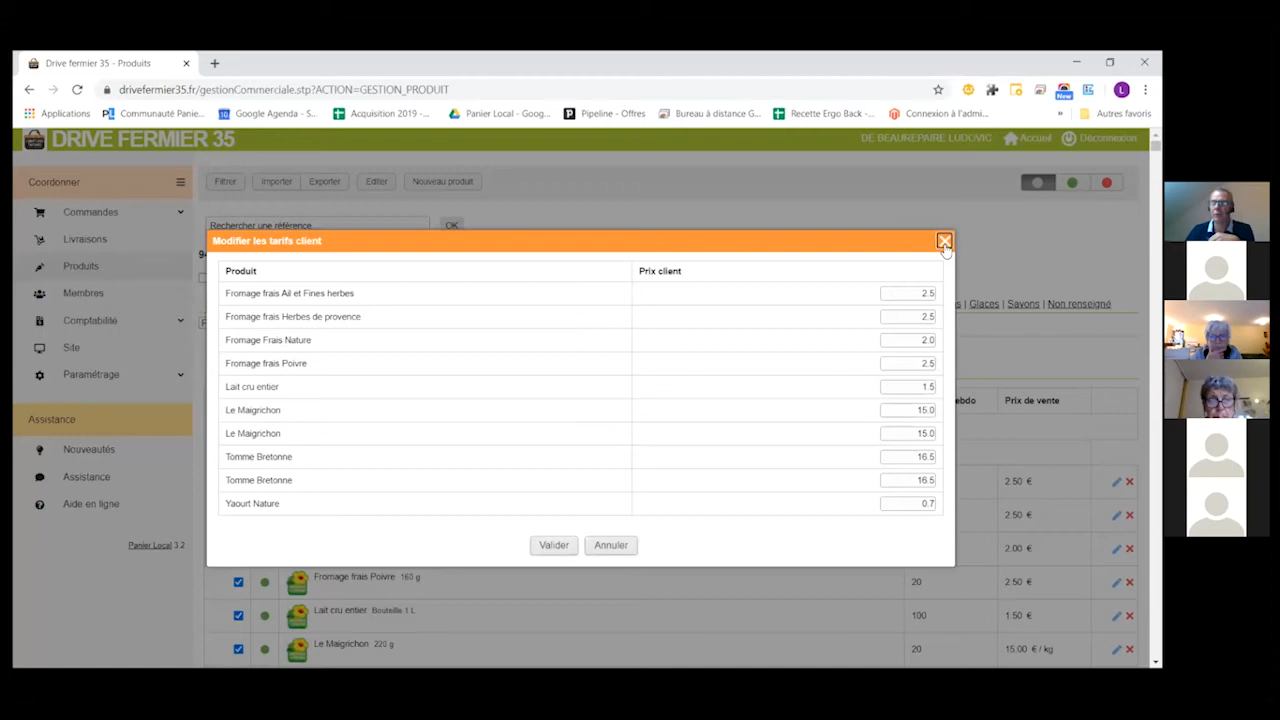 Drive fermier 35 - Produits
drivefermier35.fr/gestionCommerciale.stp?ACTION=GESTION_PRODUIT
L
Applications
Communauté Panie...
Google Agenda - S...
Acquisition 2019 -...
Panier Local - Goog...
Pipeline - Offres
Bureau à distance G...
Recette Ergo Back -...
Connexion à l'admi...
»
Autres favoris
New
DRIVE FERMIER 35
DE BEAUREPAIRE LUDOVIC
Accueil
Déconnexion
Coordonner
Filtrer
Importer
Exporter
Editer
Nouveau produit
Commandes
Rechercher une référence
OK
Livraisons
Produits
Membres
Comptabilité
Site
Paramétrage
Assistance
Nouveautés
Assistance
Aide en ligne
Panier Local 3.2
Modifier les tarifs client
Produit
Prix client
Fromage frais Ail et Fines herbes
2.5
Fromage frais Herbes de provence
2.5
Fromage Frais Nature
2.0
Fromage frais Poivre
2.5
Lait cru entier
1.5
Le Maigrichon
15.0
Le Maigrichon
15.0
Tomme Bretonne
16.5
Tomme Bretonne
16.5
Yaourt Nature
0.7
Valider
Annuler
| Glaces | Savons | Non renseigné
Prix de vente
2.50 €
2.50 €
2.00 €
Fromage frais Poivre 160 g
20
2.50 €
Lait cru entier Bouteille 1 L
100
1.50 €
Le Maigrichon 220 g
20
15.00 € / kg